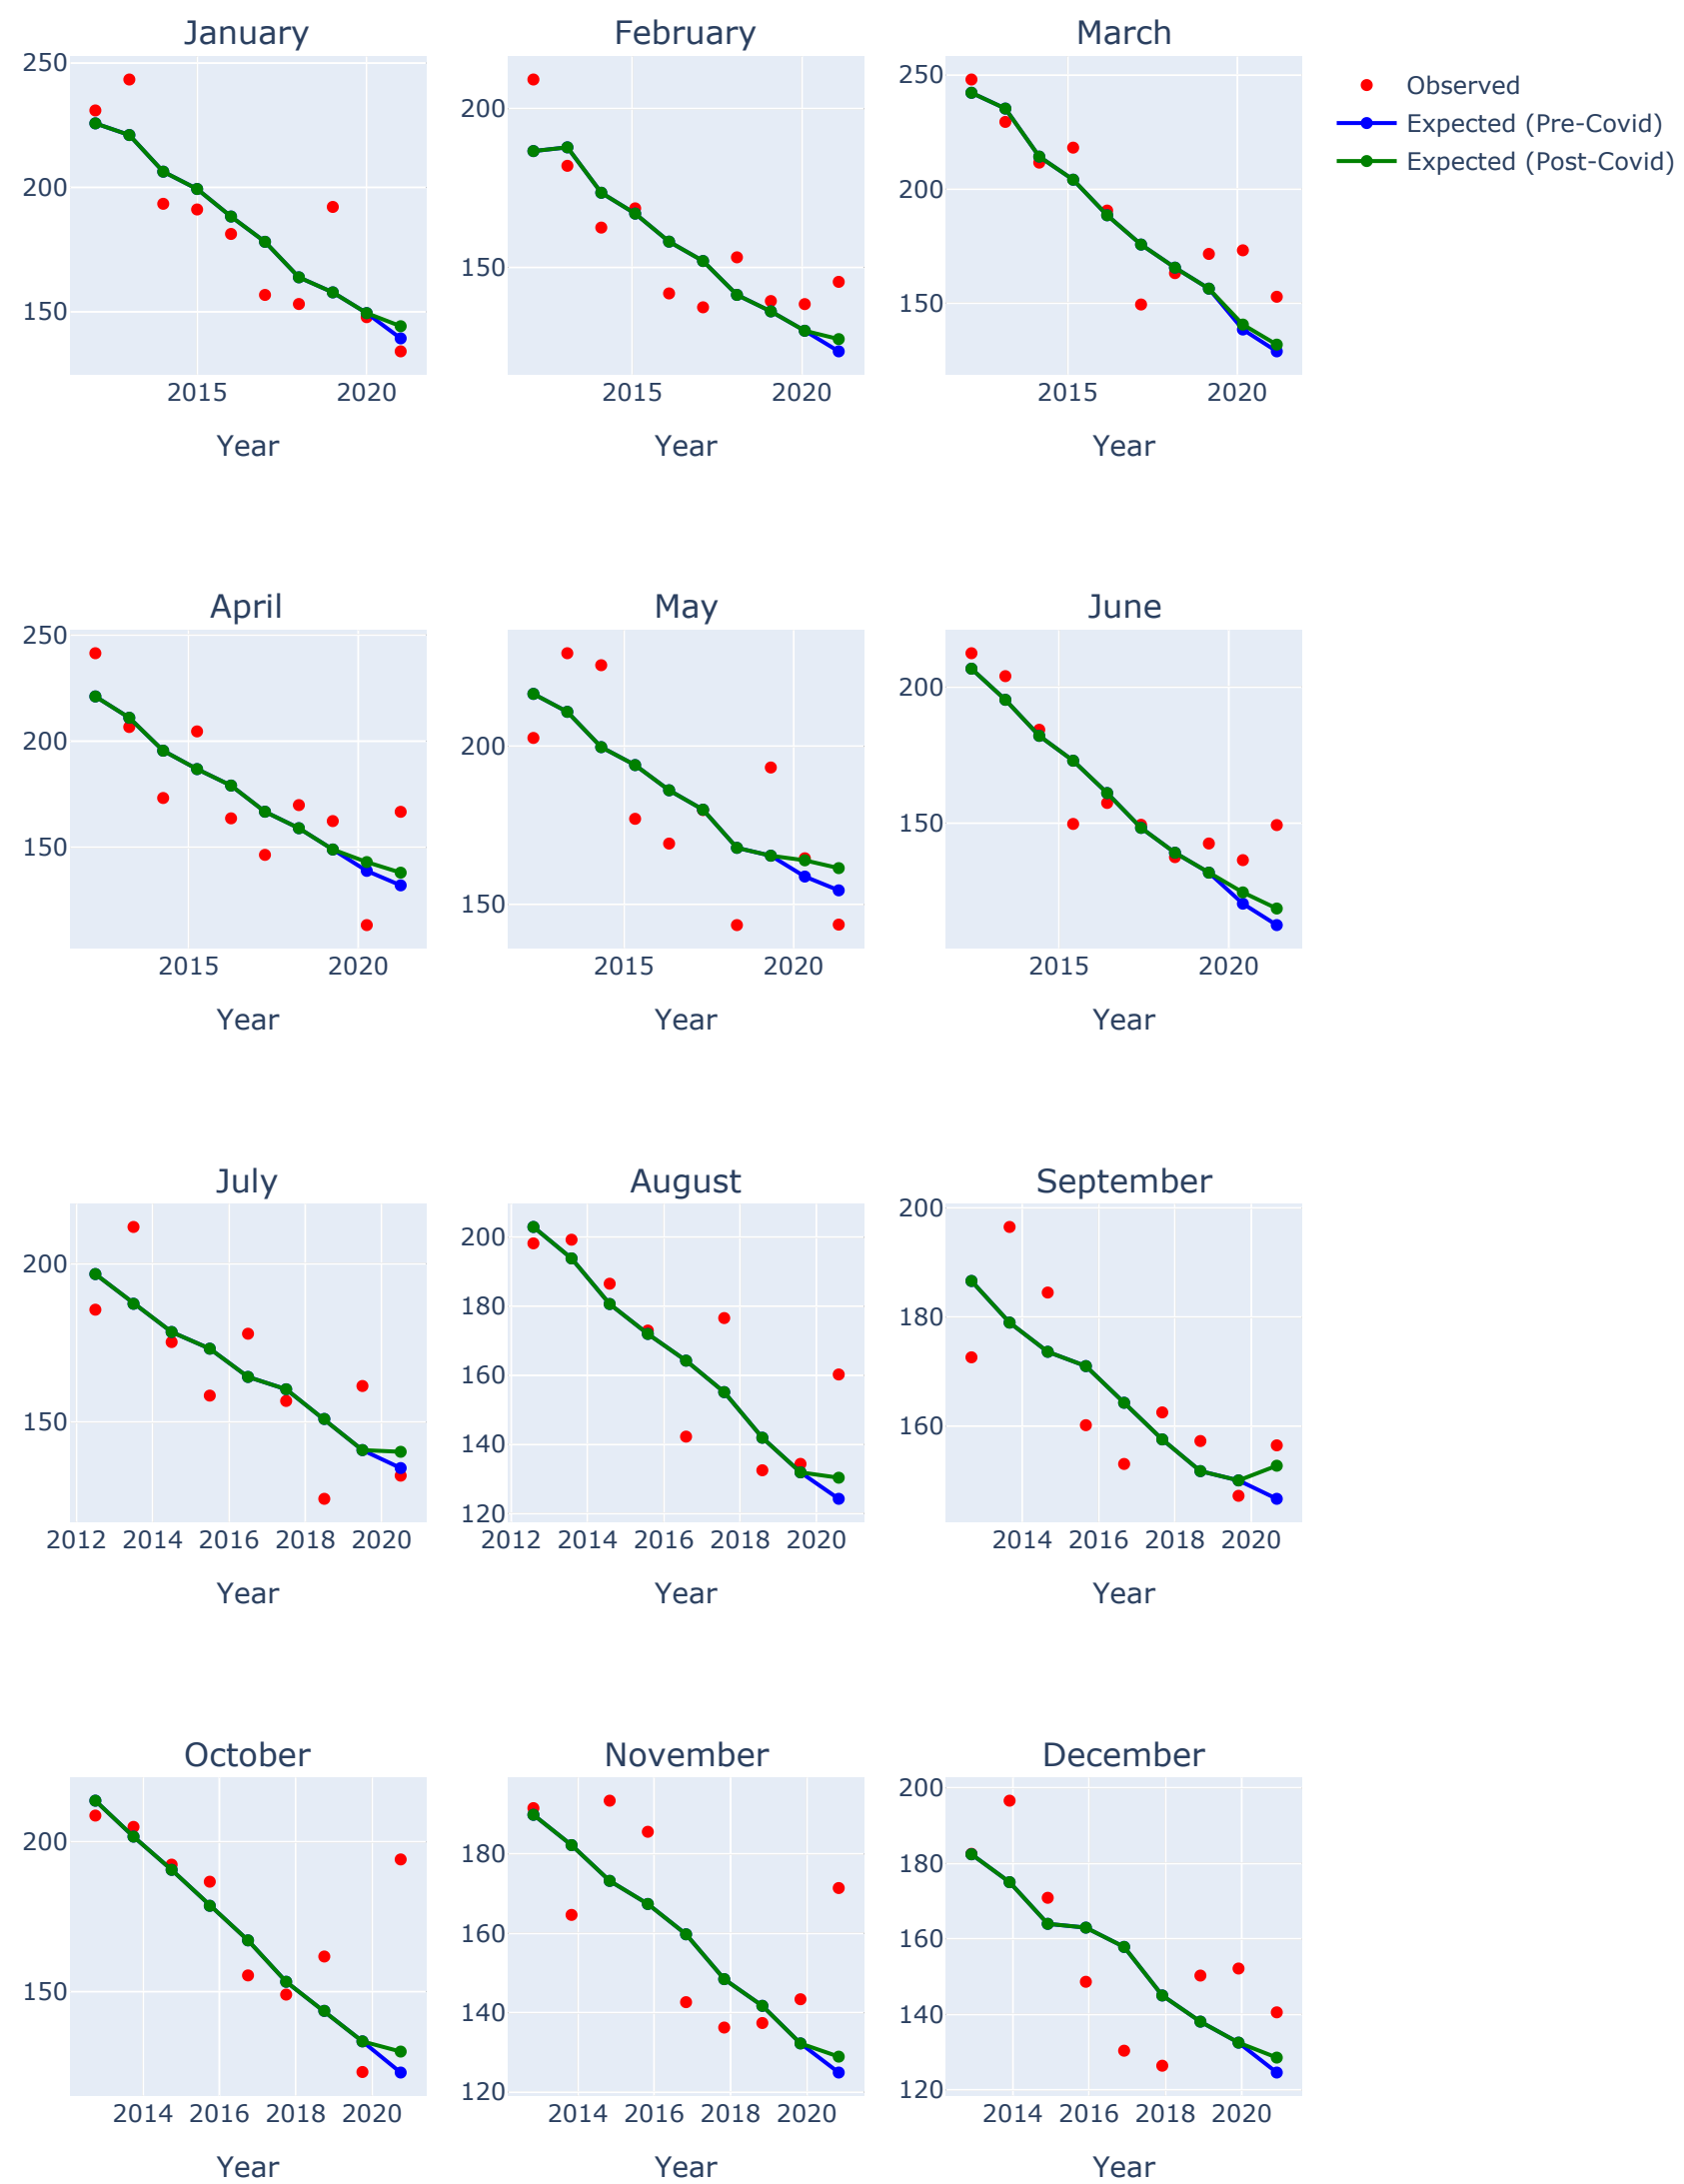 January
February
March
250
200
150
2015
2020
Year
200
150
2015
2020
Year
250
200
150
2015
2020
Year
Observed
Expected (Pre-Covid)
Expected (Post-Covid)
April
May
June
250
200
150
2015
2020
Year
200
150
2015
2020
Year
200
150
2015
2020
Year
July
August
September
200
150
2012
2014
2016
2018
2020
Year
200
180
160
140
120
2012
2014
2016
2018
2020
Year
200
180
160
2014
2016
2018
2020
Year
October
November
December
200
150
2014
2016
2018
2020
Year
180
160
140
120
2014
2016
2018
2020
Year
200
180
160
140
120
2014
2016
2018
2020
Year